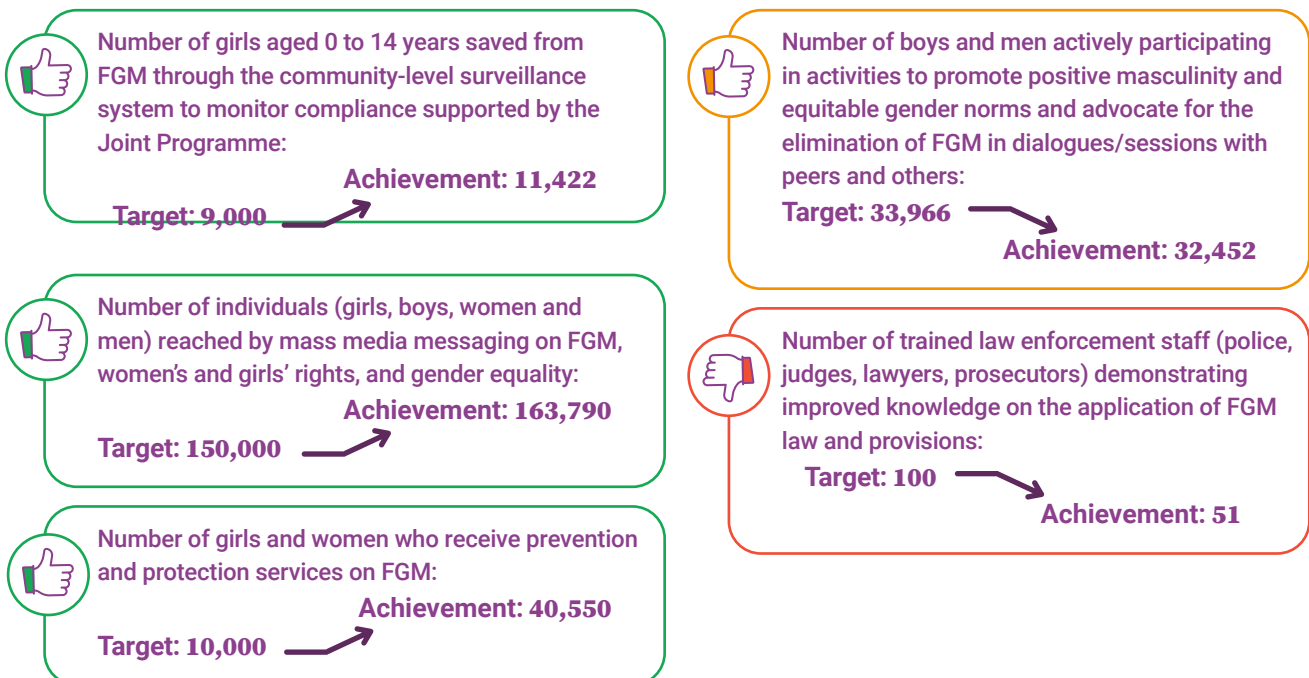 Number of girls aged 0 to 14 years saved from
FGM through the community-level surveillance
system to monitor compliance supported by the
Joint Programme:
Achievement: 11,422
Target: 9,000
Number of individuals (girls, boys, women and
men) reached by mass media messaging on FGM,
women’s and girls’ rights, and gender equality:
Achievement: 163,790
Target: 150,000
Number of girls and women who receive prevention
and protection services on FGM:
Achievement: 40,550
Target: 10,000
Number of boys and men actively participating
in activities to promote positive masculinity and
equitable gender norms and advocate for the
elimination of FGM in dialogues/sessions with
peers and others:
Target: 33,966
Achievement: 32,452
Number of trained law enforcement staff (police,
judges, lawyers, prosecutors) demonstrating
improved knowledge on the application of FGM
law and provisions:
Target: 100
Achievement: 51